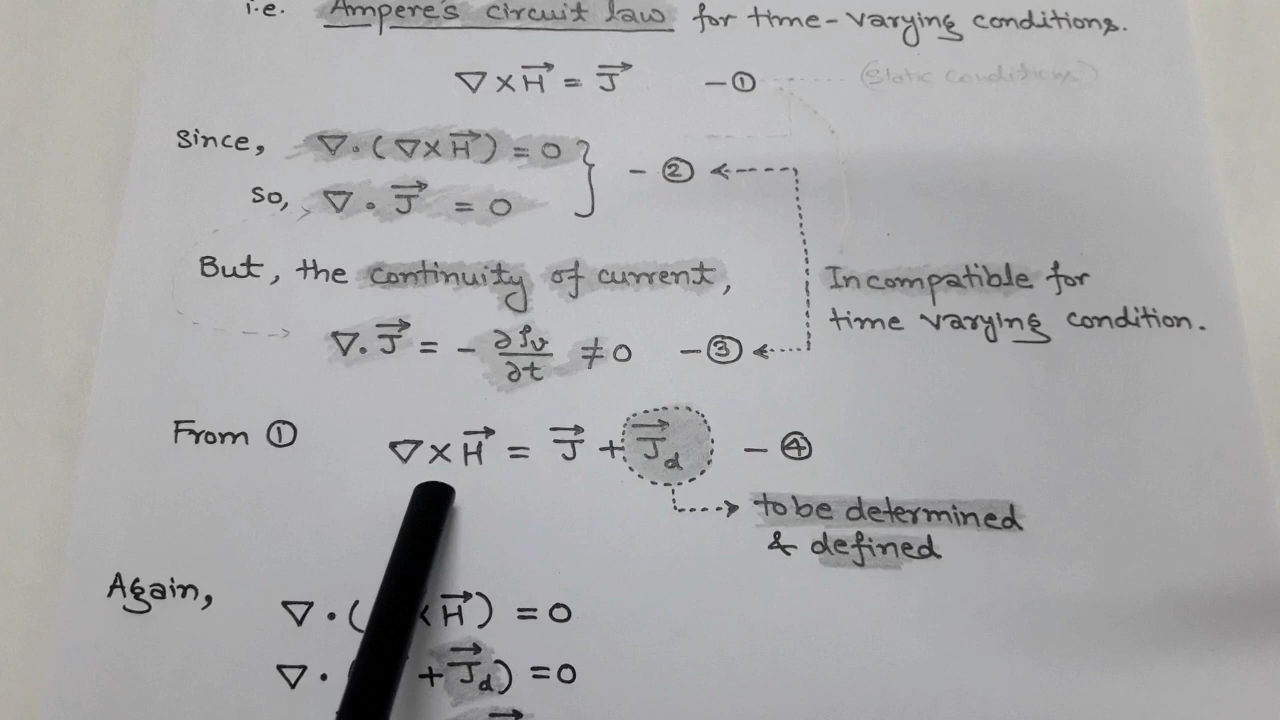 i.e. Ampere's circuit law for time-varying conditions.
∇×H⃗ = J⃗ —① (Static conditions)
Since, ∇·(∇×H⃗) = 0
So, ∇·J⃗ = 0 } —②
But, the continuity of current,
∇·J⃗ = - ∂ρᵥ/∂t ≠ 0 —③
Incompatible for
time varying condition.
From ① ∇×H⃗ = J⃗ + J⃗d —④
to be determined
& defined
Again, ∇·( ×H⃗) = 0
∇· + J⃗d) = 0